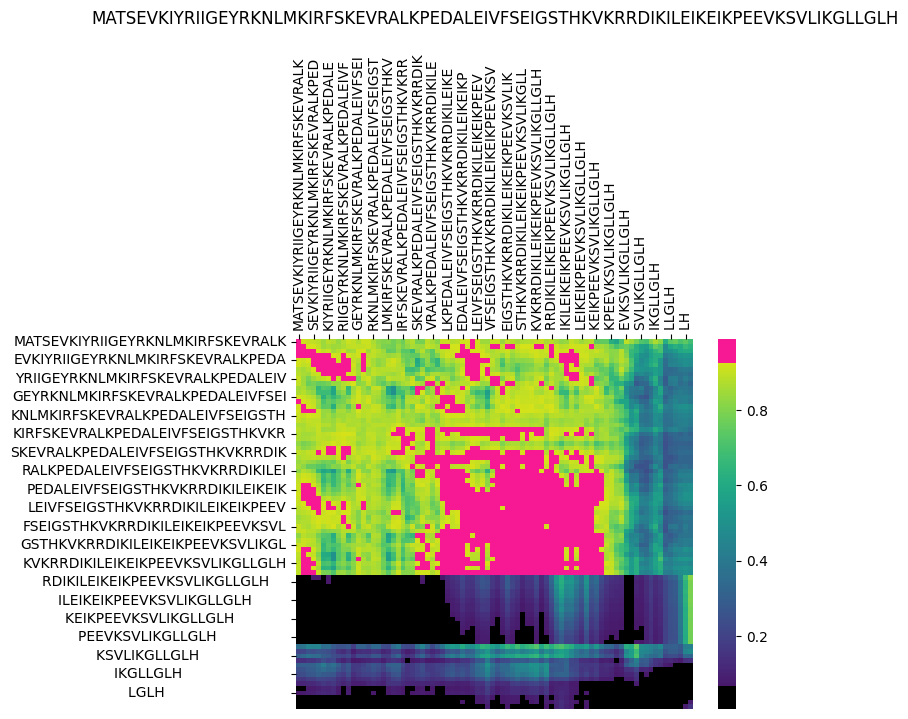 MATSEVKIYRIIGEYRKNLMKIRFSKEVRALKPEDALEIVFSEIGSTHKVKRRDIKILEIKEIKPEEVKSVLIKGLLGLH
MATSEVKIYRIIGEYRKNLMKIRFSKEVRALK
SEVKIYRIIGEYRKNLMKIRFSKEVRALKPED
KIYRIIGEYRKNLMKIRFSKEVRALKPEDALE
RIIGEYRKNLMKIRFSKEVRALKPEDALEIVF
GEYRKNLMKIRFSKEVRALKPEDALEIVFSEI
RKNLMKIRFSKEVRALKPEDALEIVFSEIGST
LMKIRFSKEVRALKPEDALEIVFSEIGSTHKV
IRFSKEVRALKPEDALEIVFSEIGSTHKVKRR
SKEVRALKPEDALEIVFSEIGSTHKVKRRDIK
VRALKPEDALEIVFSEIGSTHKVKRRDIKILE
LKPEDALEIVFSEIGSTHKVKRRDIKILEIKE
EDALEIVFSEIGSTHKVKRRDIKILEIKEIKP
LEIVFSEIGSTHKVKRRDIKILEIKEIKPEEV
VFSEIGSTHKVKRRDIKILEIKEIKPEEVKSV
EIGSTHKVKRRDIKILEIKEIKPEEVKSVLIK
STHKVKRRDIKILEIKEIKPEEVKSVLIKGLL
KVKRRDIKILEIKEIKPEEVKSVLIKGLLGLH
RRDIKILEIKEIKPEEVKSVLIKGLLGLH
IKILEIKEIKPEEVKSVLIKGLLGLH
LEIKEIKPEEVKSVLIKGLLGLH
KEIKPEEVKSVLIKGLLGLH
KPEEVKSVLIKGLLGLH
EVKSVLIKGLLGLH
SVLIKGLLGLH
IKGLLGLH
LLGLH
LH
MATSEVKIYRIIGEYRKNLMKIRFSKEVRALK
EVKIYRIIGEYRKNLMKIRFSKEVRALKPEDA
YRIIGEYRKNLMKIRFSKEVRALKPEDALEIV
GEYRKNLMKIRFSKEVRALKPEDALEIVFSEI
KNLMKIRFSKEVRALKPEDALEIVFSEIGSTH
KIRFSKEVRALKPEDALEIVFSEIGSTHKVKR
SKEVRALKPEDALEIVFSEIGSTHKVKRRDIK
RALKPEDALEIVFSEIGSTHKVKRRDIKILEI
PEDALEIVFSEIGSTHKVKRRDIKILEIKEIK
LEIVFSEIGSTHKVKRRDIKILEIKEIKPEEV
FSEIGSTHKVKRRDIKILEIKEIKPEEVKSVL
GSTHKVKRRDIKILEIKEIKPEEVKSVLIKGL
KVKRRDIKILEIKEIKPEEVKSVLIKGLLGLH
RDIKILEIKEIKPEEVKSVLIKGLLGLH
ILEIKEIKPEEVKSVLIKGLLGLH
KEIKPEEVKSVLIKGLLGLH
PEEVKSVLIKGLLGLH
KSVLIKGLLGLH
IKGLLGLH
LGLH
0.8
0.6
0.4
0.2